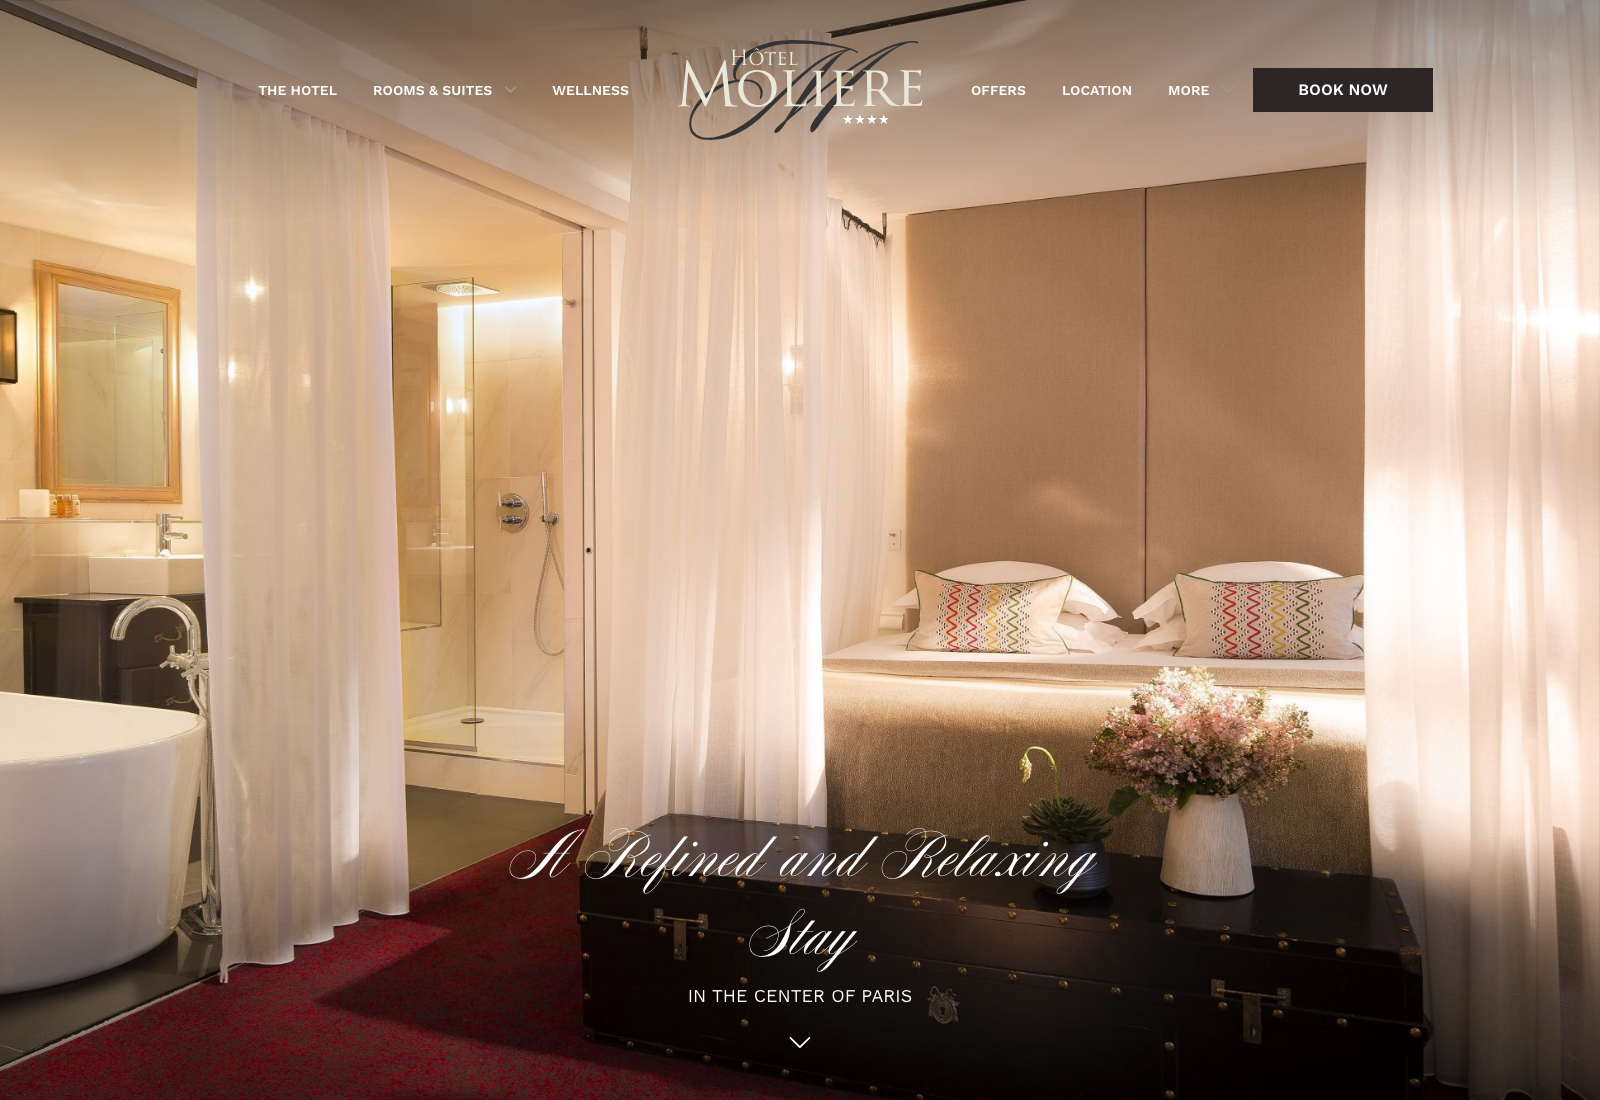 THE HOTEL
ROOMS & SUITES
WELLNESS
HÔTEL
MOLIERE
OFFERS
LOCATION
MORE
BOOK NOW
A Refined and Relaxing
Stay
IN THE CENTER OF PARIS